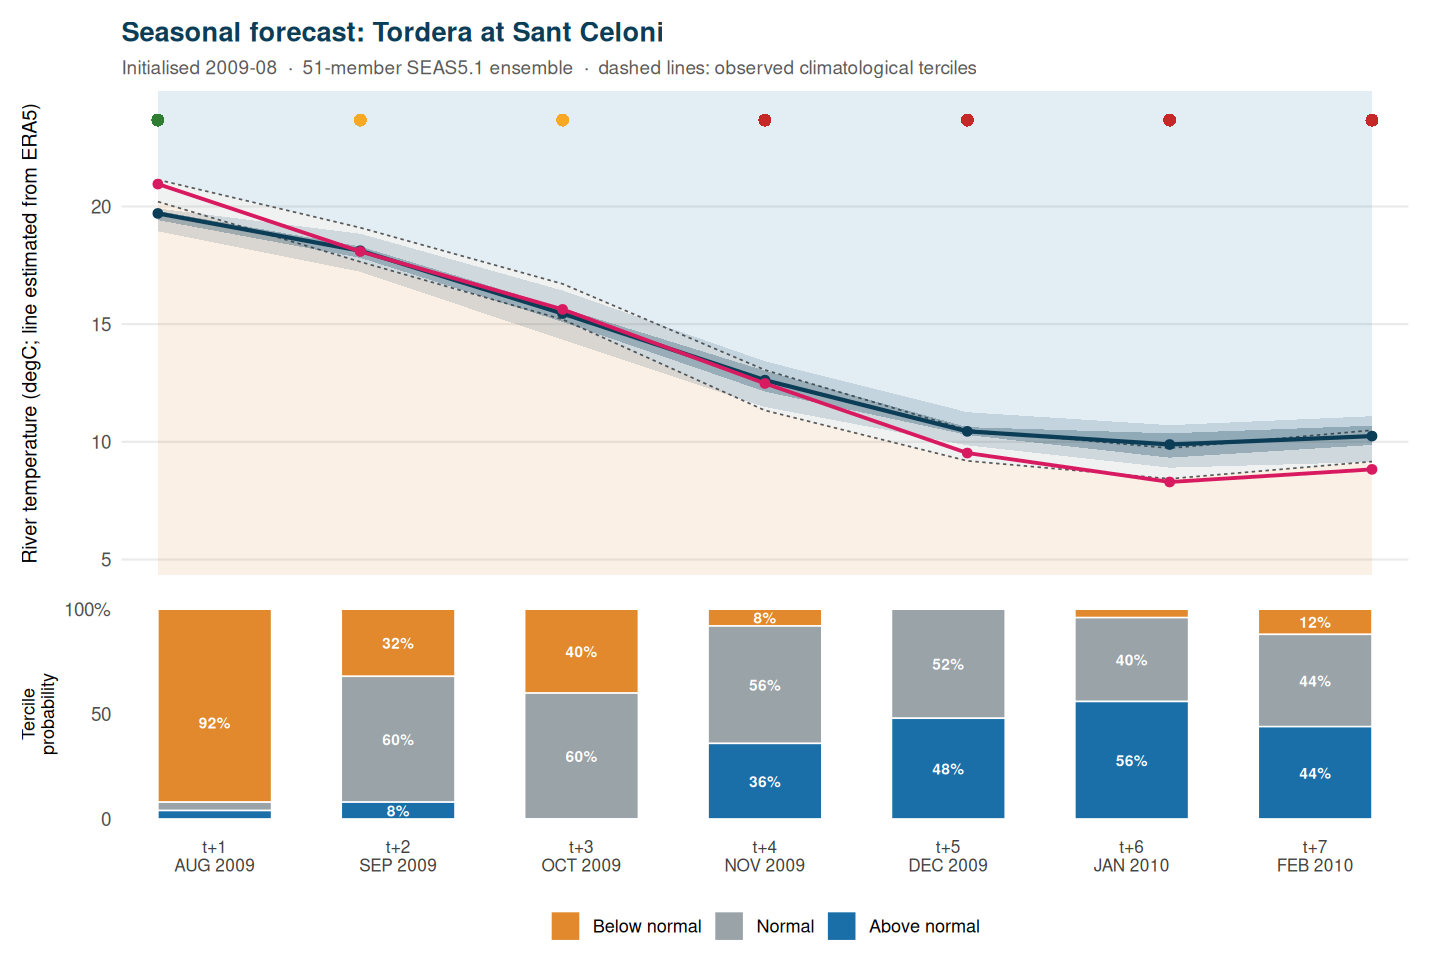 Seasonal forecast: Tordera at Sant Celoni
Initialised 2009-08 · 51-member SEAS5.1 ensemble · dashed lines: observed climatological terciles
River temperature (degC; line estimated from ERA5)
20
15
10
5
Tercile
probability
100%
50
0
92%
32%
60%
8%
40%
60%
8%
56%
36%
52%
48%
40%
56%
12%
44%
44%
t+1
AUG 2009
t+2
SEP 2009
t+3
OCT 2009
t+4
NOV 2009
t+5
DEC 2009
t+6
JAN 2010
t+7
FEB 2010
Below normal
Normal
Above normal